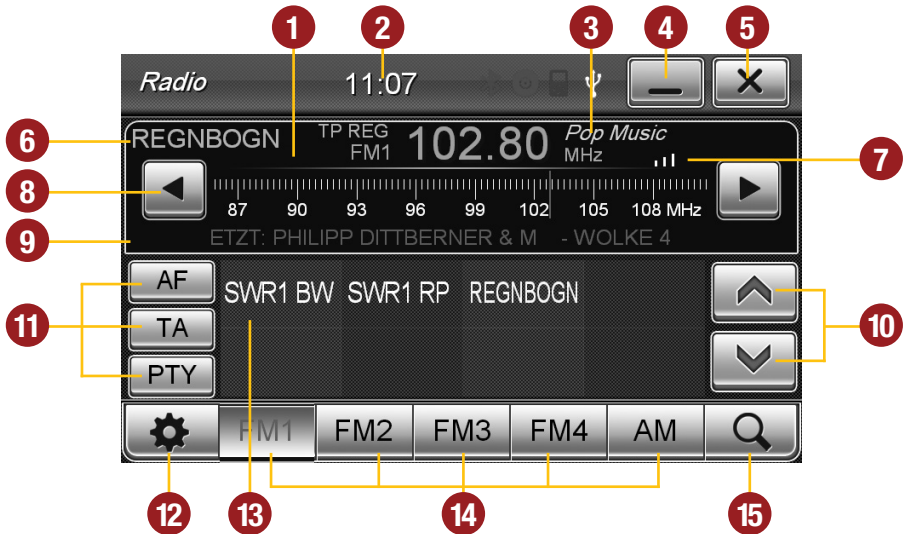 1 2 3 4 5
Radio 11:07
6 REGNBOGN TP REG FM1 102.80 MHz Pop Music 7
8
87 90 93 96 99 102 105 108 MHz
9 ETZT: PHILIPP DITTBERNER & M - WOLKE 4
AF SWR1 BW SWR1 RP REGNBOGN
11 TA 10
PTY
FM1 FM2 FM3 FM4 AM
12 13 14 15